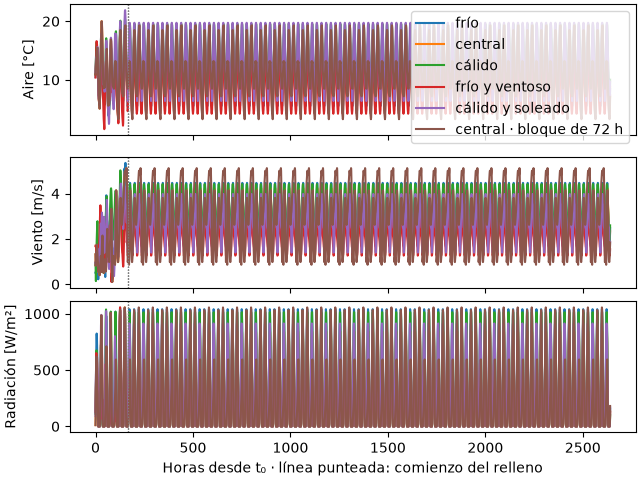 20
10
Aire [°C]
frío
central
cálido
frío y ventoso
cálido y soleado
central · bloque de 72 h
4
2
0
Viento [m/s]
1000
500
0
Radiación [W/m²]
0
500
1000
1500
2000
2500
Horas desde t₀ · línea punteada: comienzo del relleno